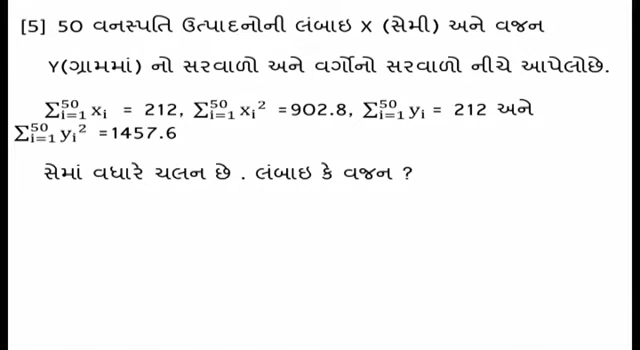 [5] 50 વનસ્પતિ ઉત્પાદનોની લંબાઇ X (સેમી) અને વજન
Y(ગ્રામમાં) નો સરવાળો અને વર્ગોનો સરવાળો નીચે આપેલોછે.
∑⁵⁰ᵢ₌₁ xᵢ = 212, ∑⁵⁰ᵢ₌₁ xᵢ² =902.8, ∑⁵⁰ᵢ₌₁ yᵢ = 212 અને
∑⁵⁰ᵢ₌₁ yᵢ² =1457.6
સેમાં વધારે ચલન છે . લંબાઇ કે વજન ?